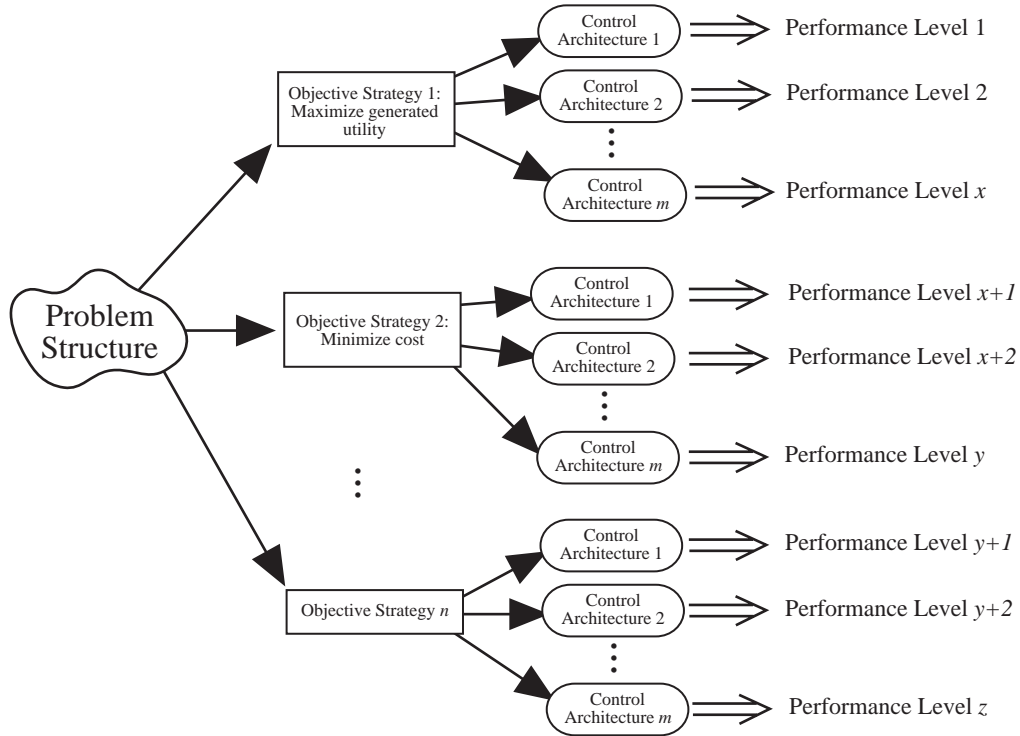 Problem
Structure
Objective Strategy 1:
Maximize generated
utility
Control
Architecture 1
Performance Level 1
Control
Architecture 2
Performance Level 2
Control
Architecture m
Performance Level x
Objective Strategy 2:
Minimize cost
Control
Architecture 1
Performance Level x+1
Control
Architecture 2
Performance Level x+2
Control
Architecture m
Performance Level y
Objective Strategy n
Control
Architecture 1
Performance Level y+1
Control
Architecture 2
Performance Level y+2
Control
Architecture m
Performance Level z